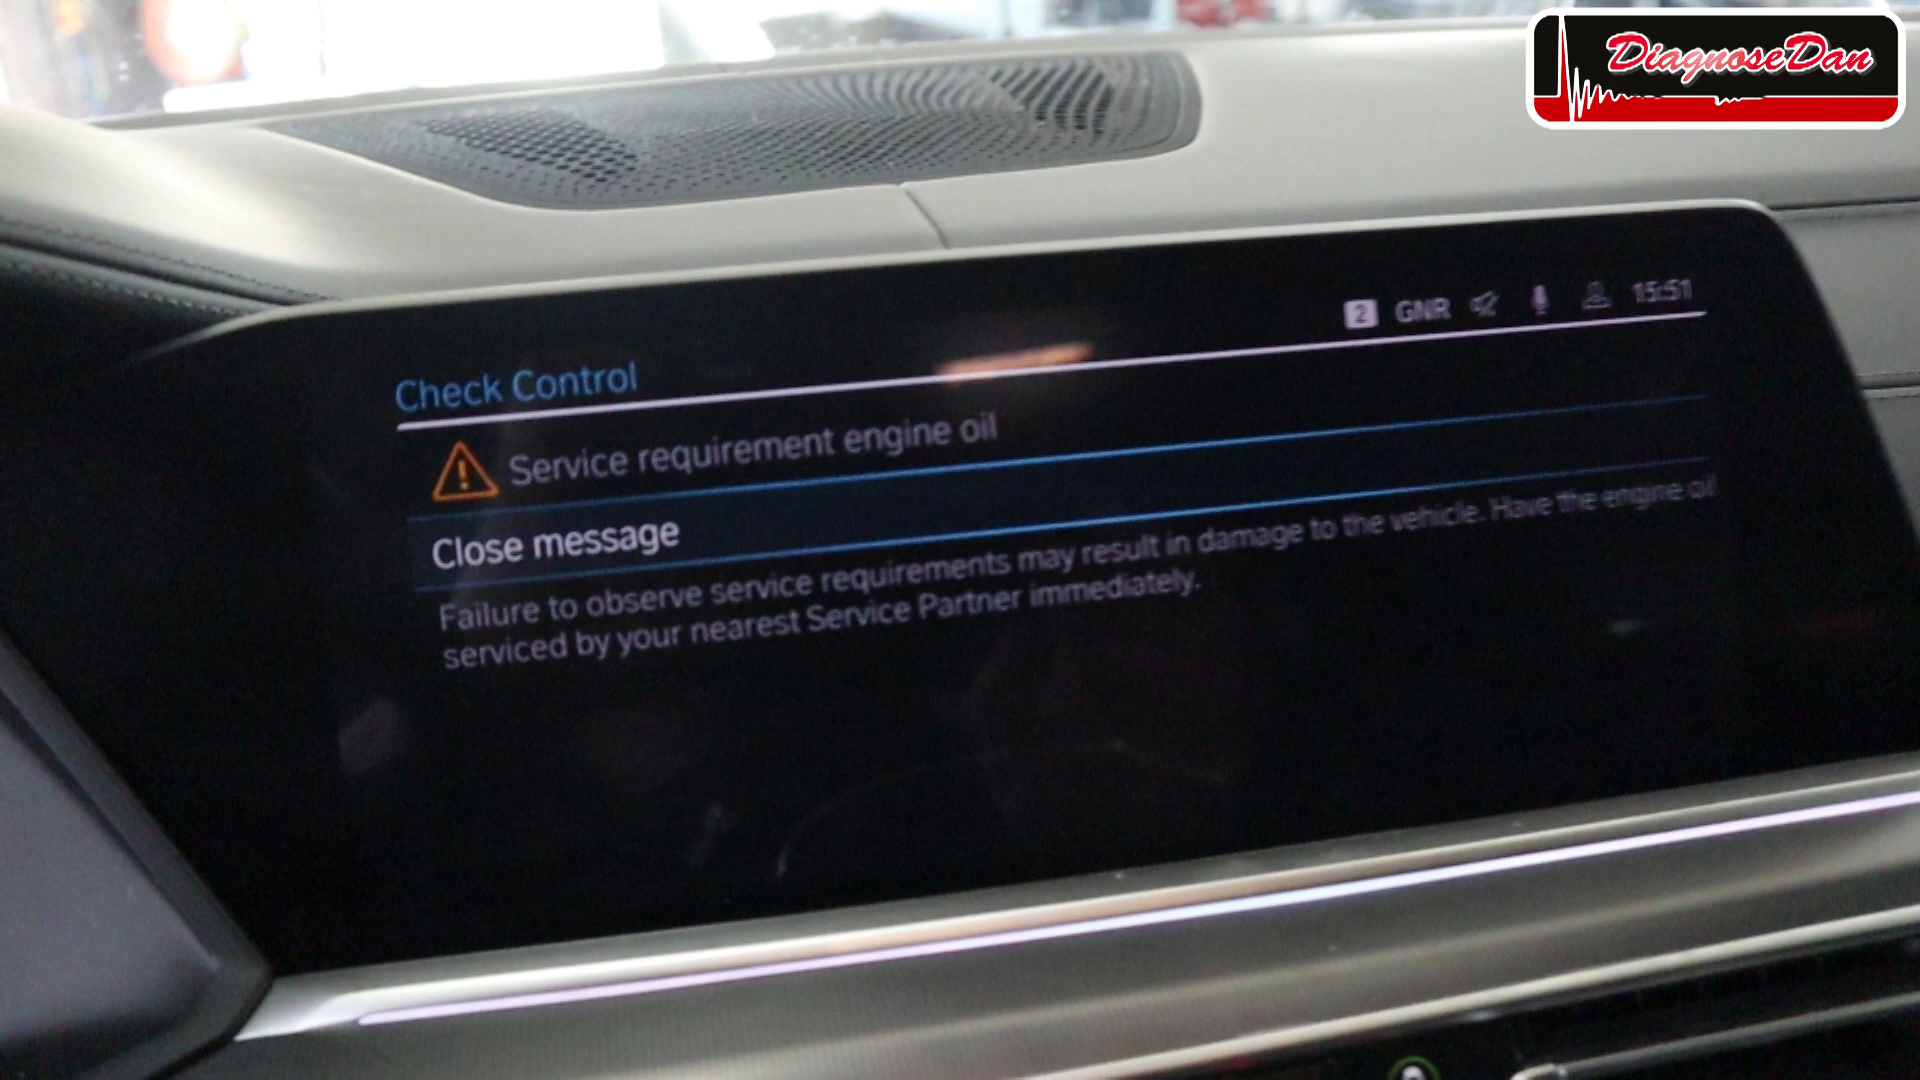 DiagnoseDan
2 GNR 15:51
Check Control
Service requirement engine oil
Close message
Failure to observe service requirements may result in damage to the vehicle. Have the engine oil
serviced by your nearest Service Partner immediately.